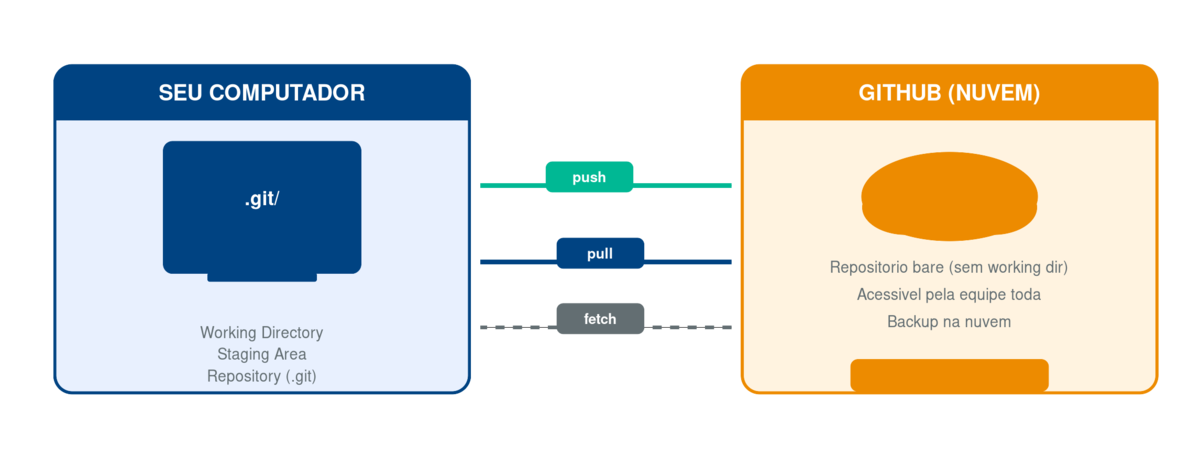 SEU COMPUTADOR
.git/
Working Directory
Staging Area
Repository (.git)
push
pull
fetch
GITHUB (NUVEM)
Repositorio bare (sem working dir)
Acessivel pela equipe toda
Backup na nuvem